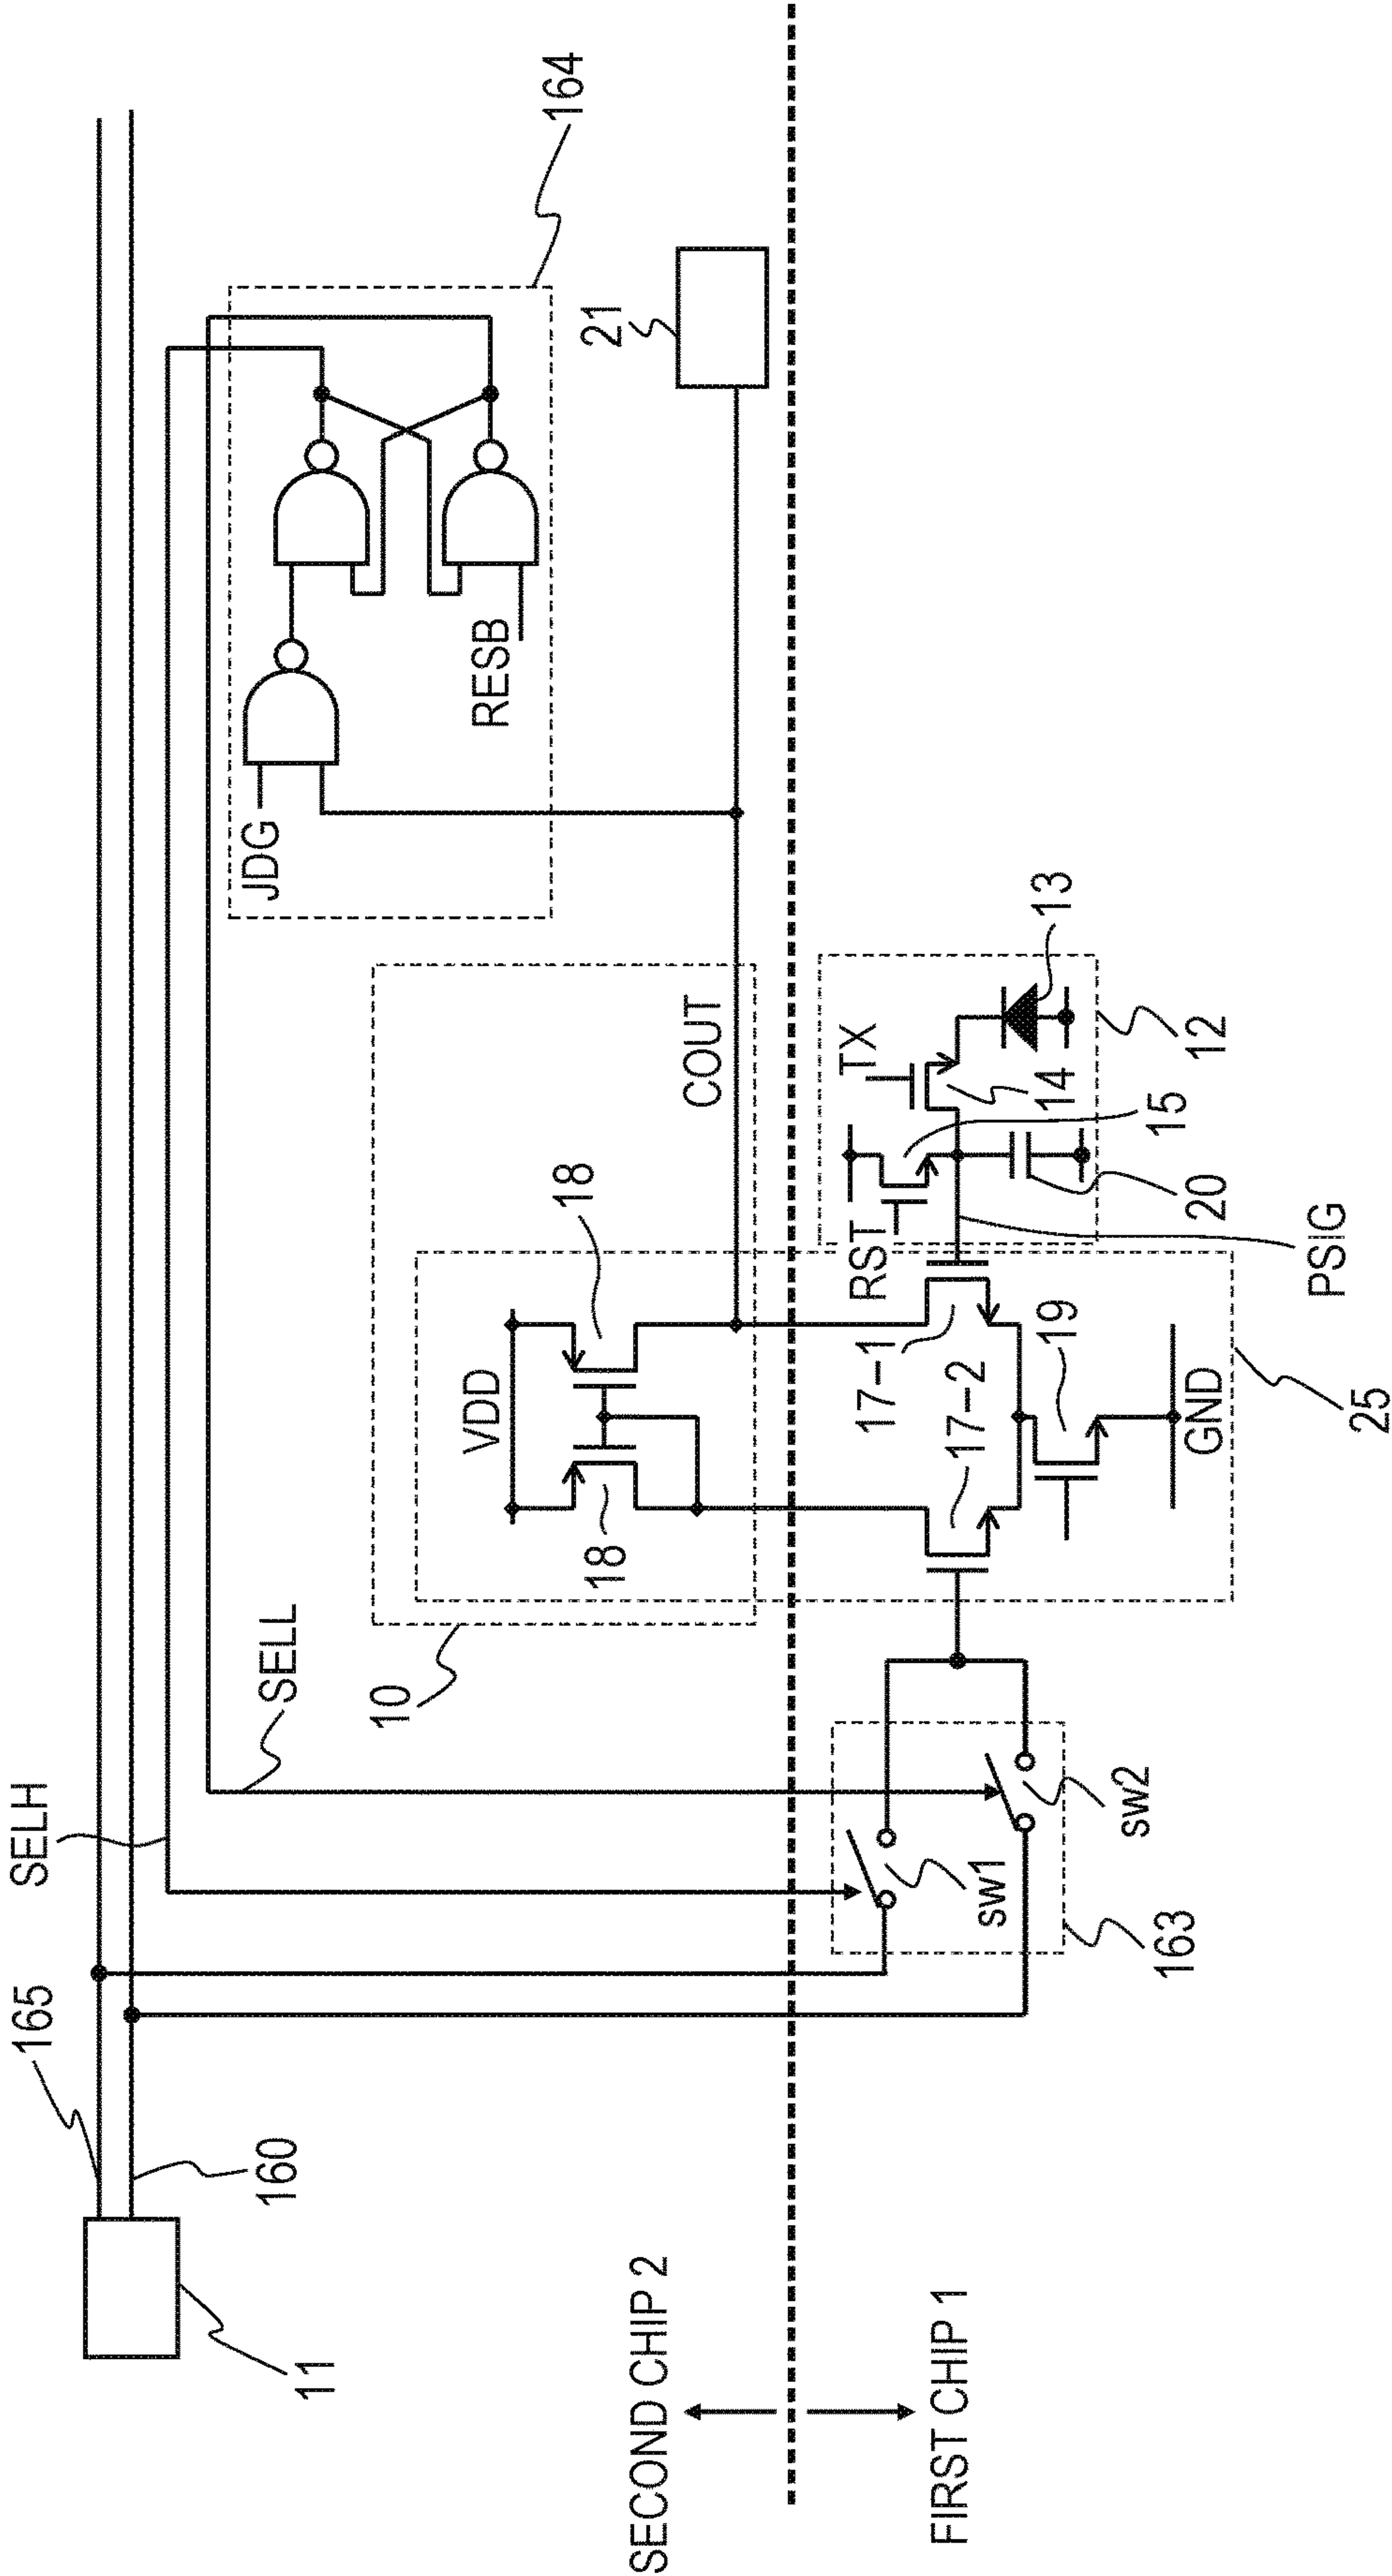 165
SELH
160
11
SELL
164
JDG
RESB
21
10
VDD
18
18
COUT
SECOND CHIP 2
FIRST CHIP 1
sw1
sw2
163
RST
TX
13
14
15
12
20
PSIG
17-1
17-2
19
GND
25